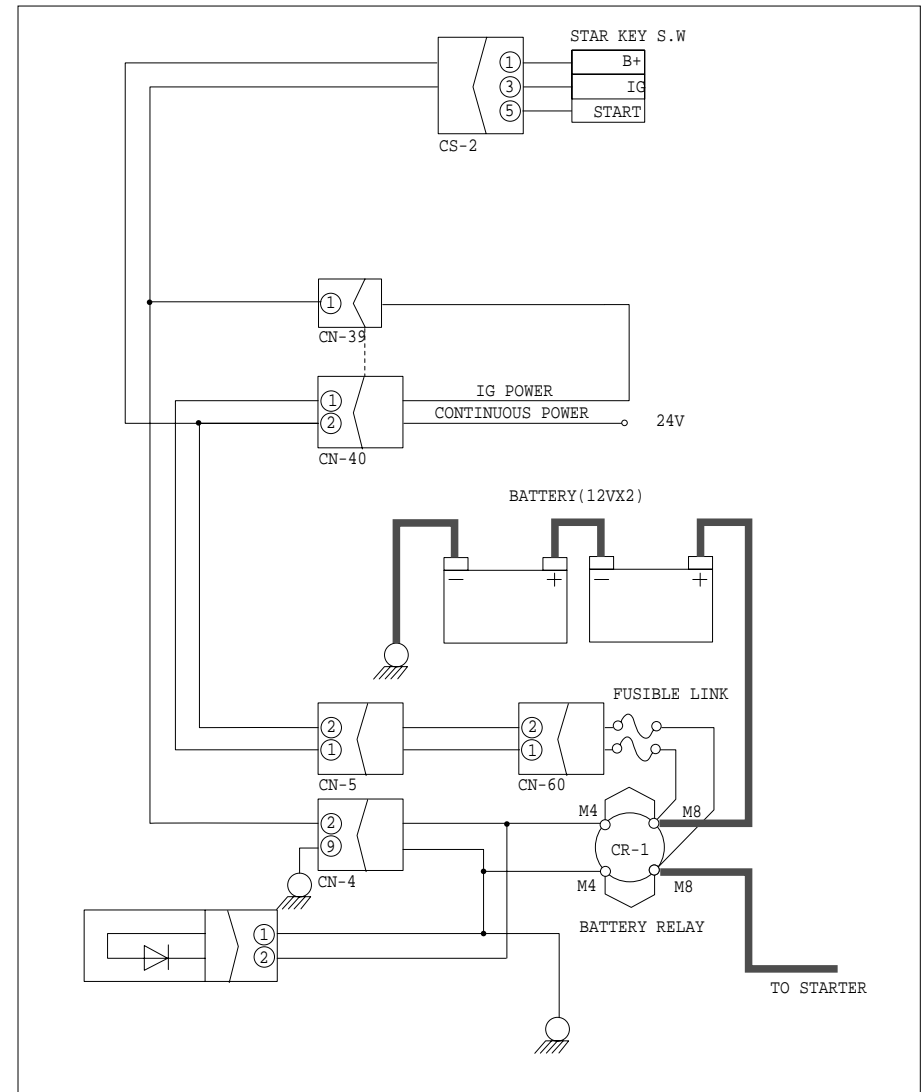 STAR KEY S.W
1 B+
3 IG
5 START
CS-2
1
CN-39
1 IG POWER
2 CONTINUOUS POWER 24V
CN-40
BATTERY(12VX2)
− + − +
FUSIBLE LINK
2 2
1 1
CN-5 CN-60
M4 M8
2
9 CR-1
CN-4 M4 M8
BATTERY RELAY
1
2
TO STARTER